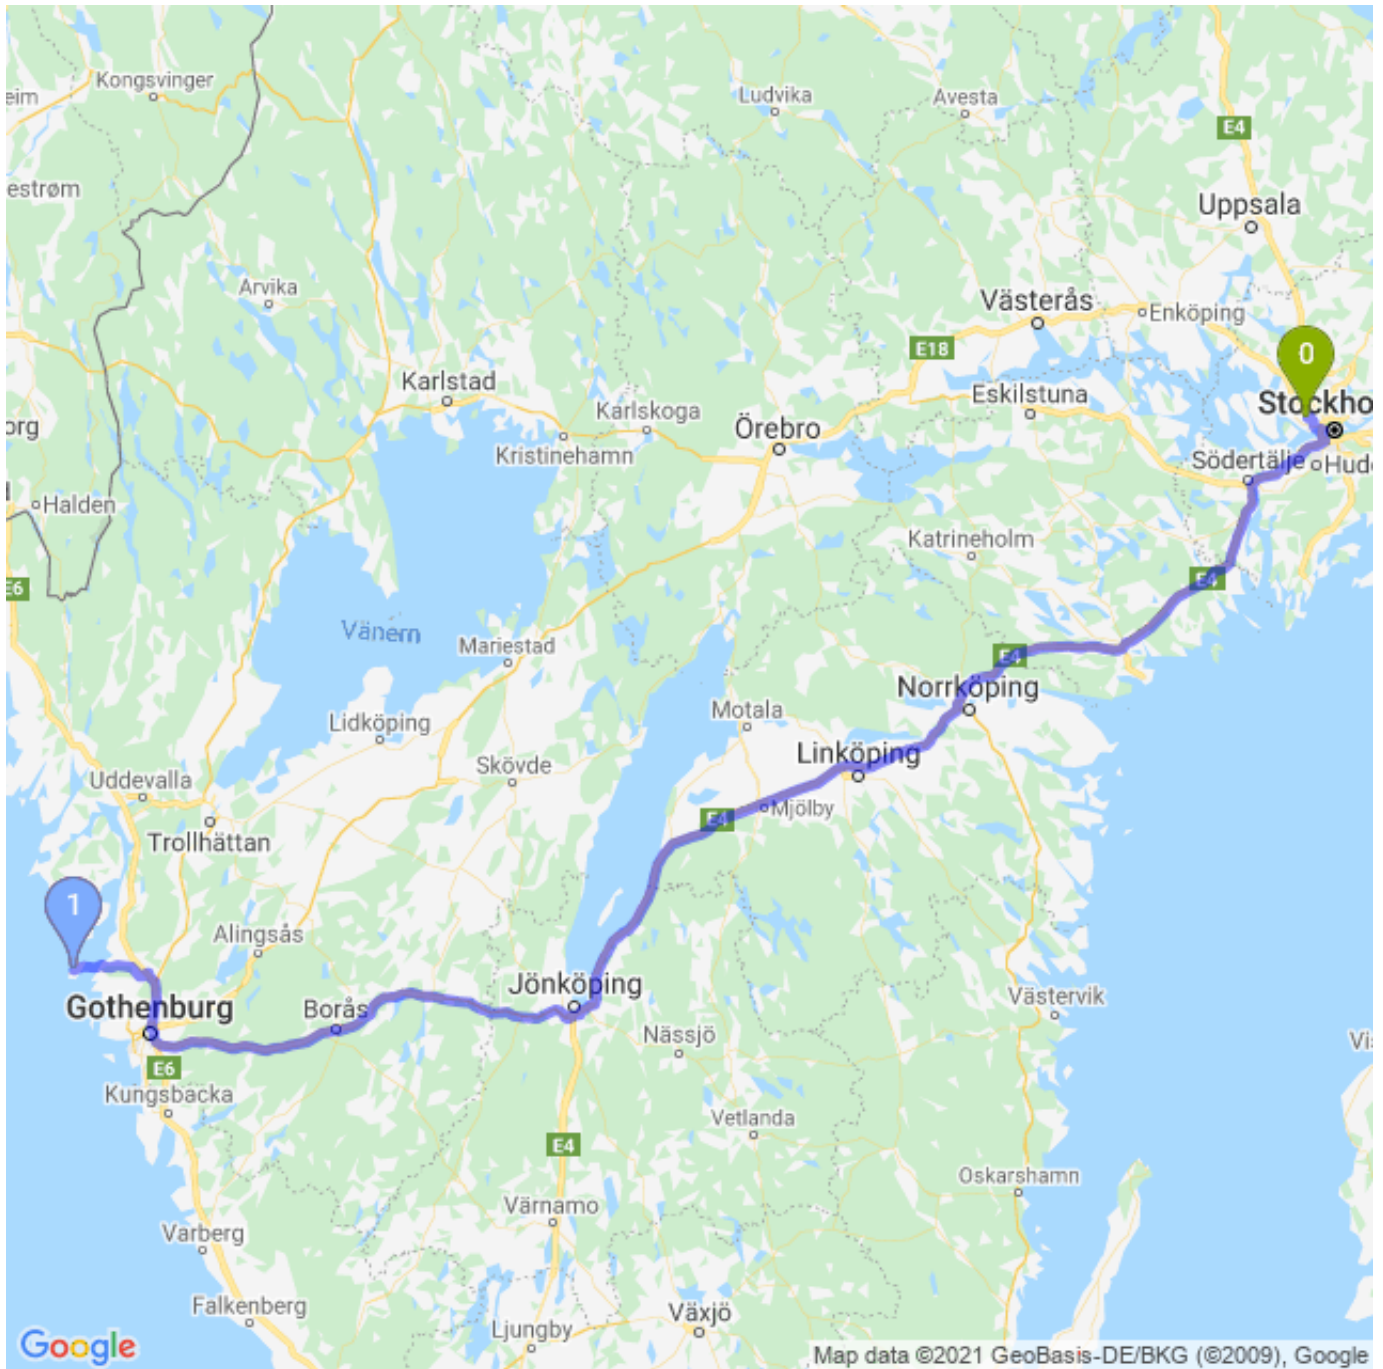 Kongsvinger
eim
Ludvika
Avesta
E4
estrøm
Uppsala
Arvika
Västerås
Enköping
E18
0
Karlstad
Eskilstuna
Karlskoga
Stockho
org
Örebro
Kristinehamn
Södertälje
Hudd
Halden
Katrineholm
E6
E4
Vänern
Mariestad
E4
Norrköping
Motala
Lidköping
Linköping
Skövde
Uddevalla
Mjölby
E4
Trollhättan
1
Alingsås
Jönköping
Västervik
Gothenburg
Borås
Nässjö
Vis
E6
Kungsbacka
Vetlanda
E4
Oskarshamn
Värnamo
Varberg
Falkenberg
Växjö
Ljungby
Google
Map data ©2021 GeoBasis-DE/BKG (©2009), Google